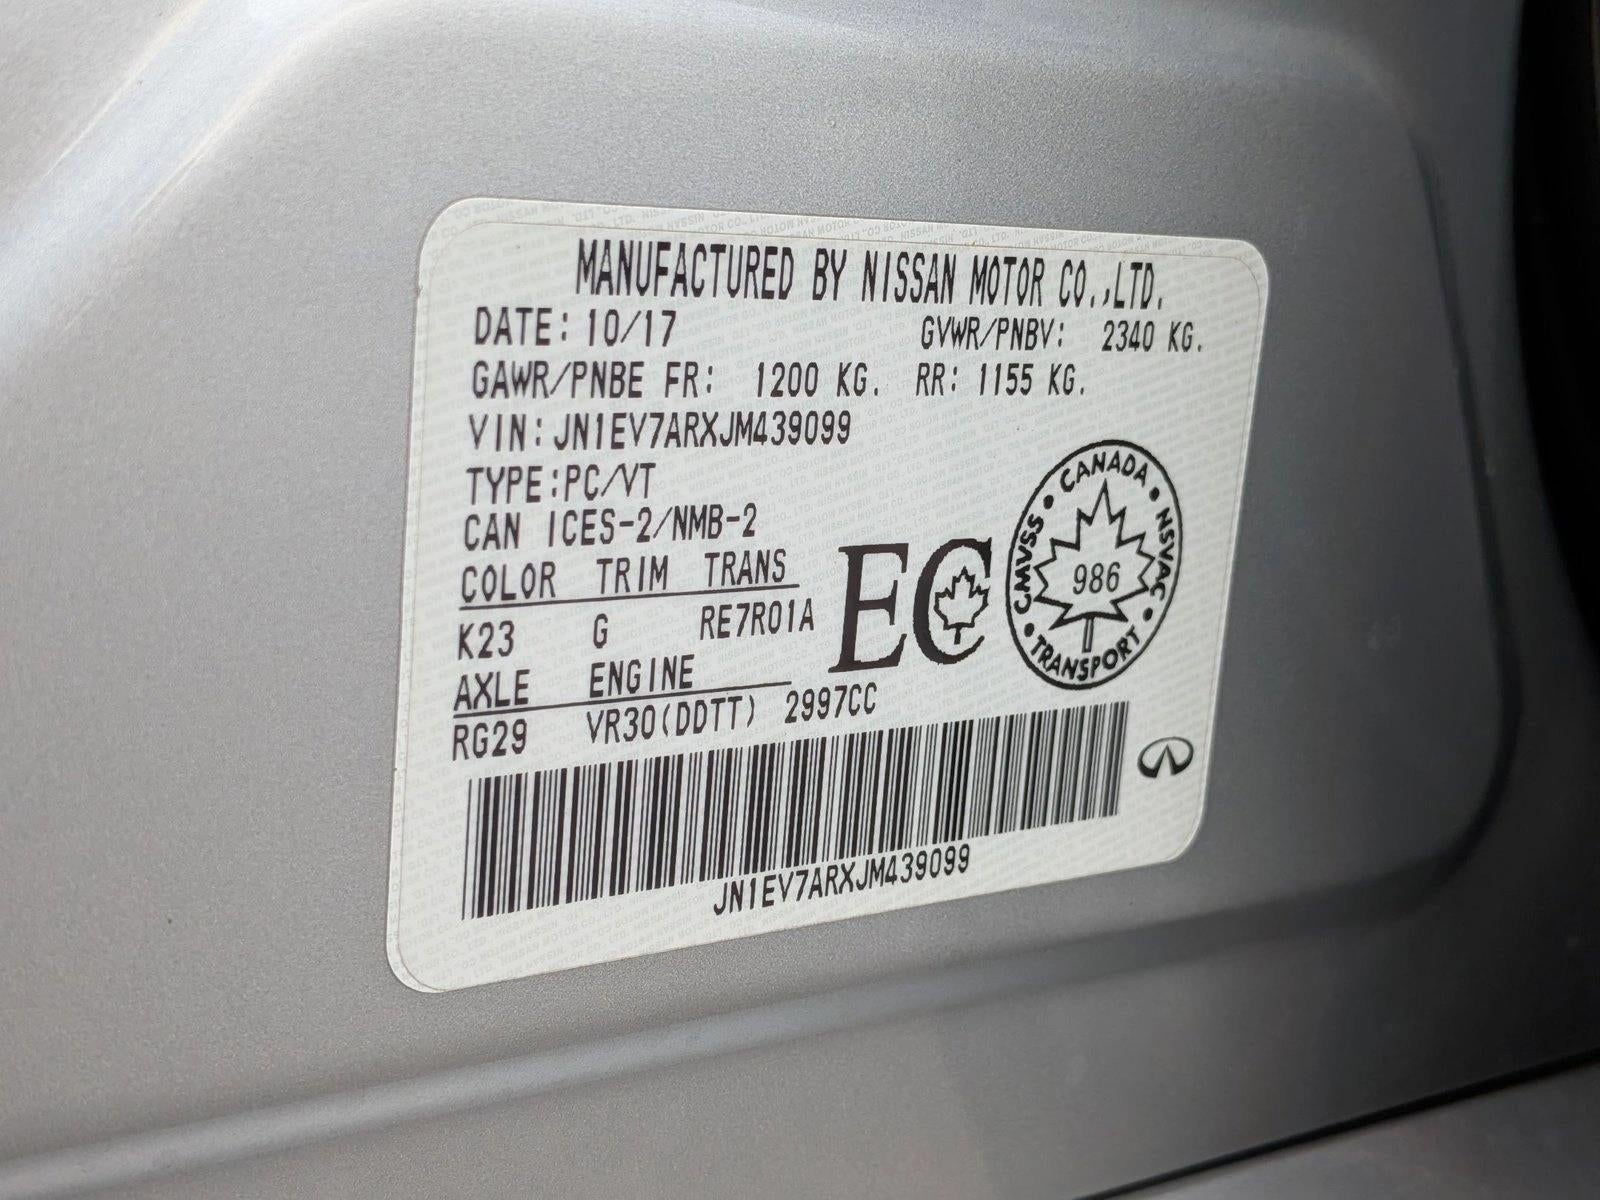 MANUFACTURED BY NISSAN MOTOR CO.,LTD.
DATE: 10/17 GVWR/PNBV: 2340 KG.
GAWR/PNBE FR: 1200 KG. RR: 1155 KG.
VIN: JN1EV7ARXJM439099
TYPE:PC/VT
CAN ICES-2/NMB-2
COLOR TRIM TRANS
K23 G RE7R01A
AXLE ENGINE
RG29 VR30(DDTT) 2997CC
EC
CANADA
CMVSS NSVAC
986
TRANSPORT
JN1EV7ARXJM439099